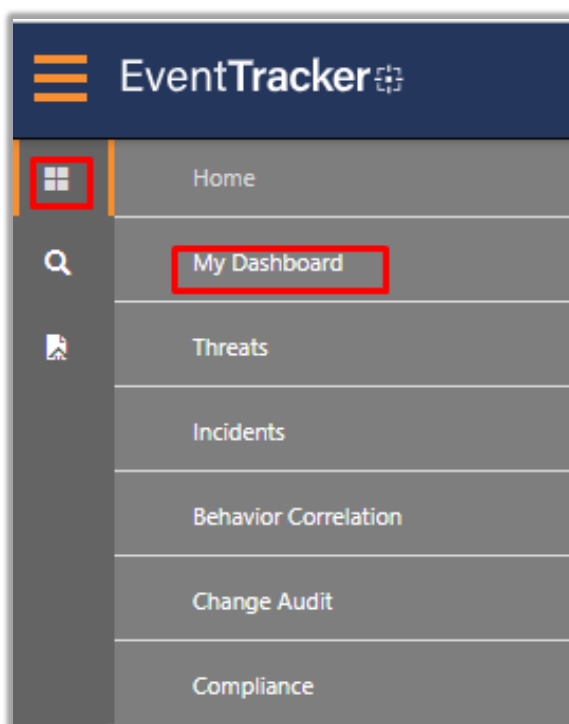 EventTracker
Home
My Dashboard
Threats
Incidents
Behavior Correlation
Change Audit
Compliance